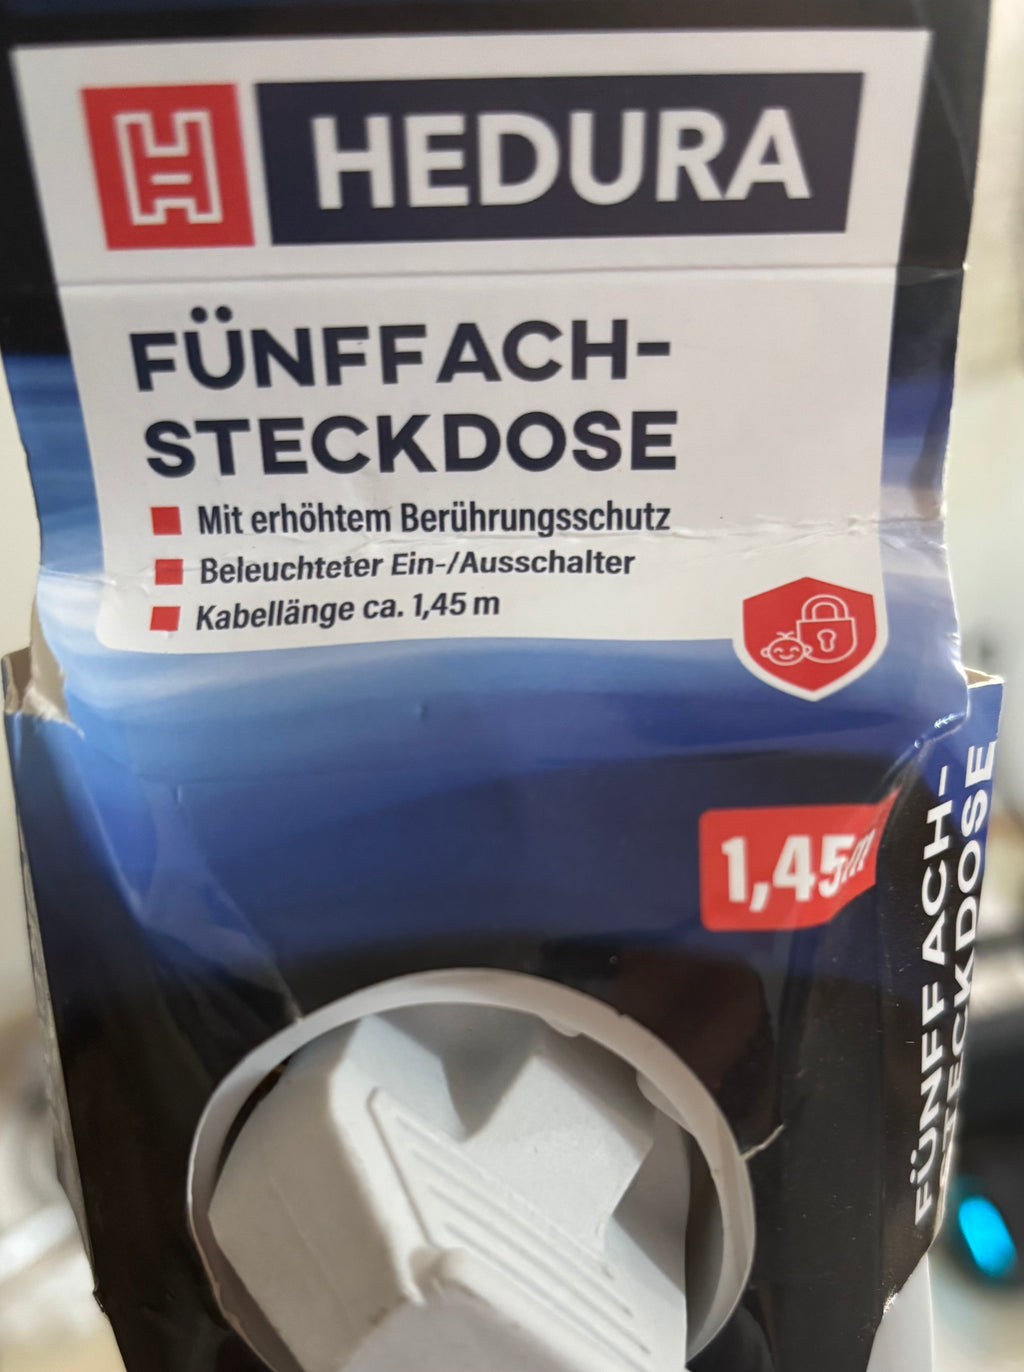 HEDURA
FÜNFFACH-
STECKDOSE
Mit erhöhtem Berührungsschutz
Beleuchteter Ein-/Ausschalter
Kabellänge ca. 1,45 m
1,45m
FÜNFFACH-
STECKDOSE